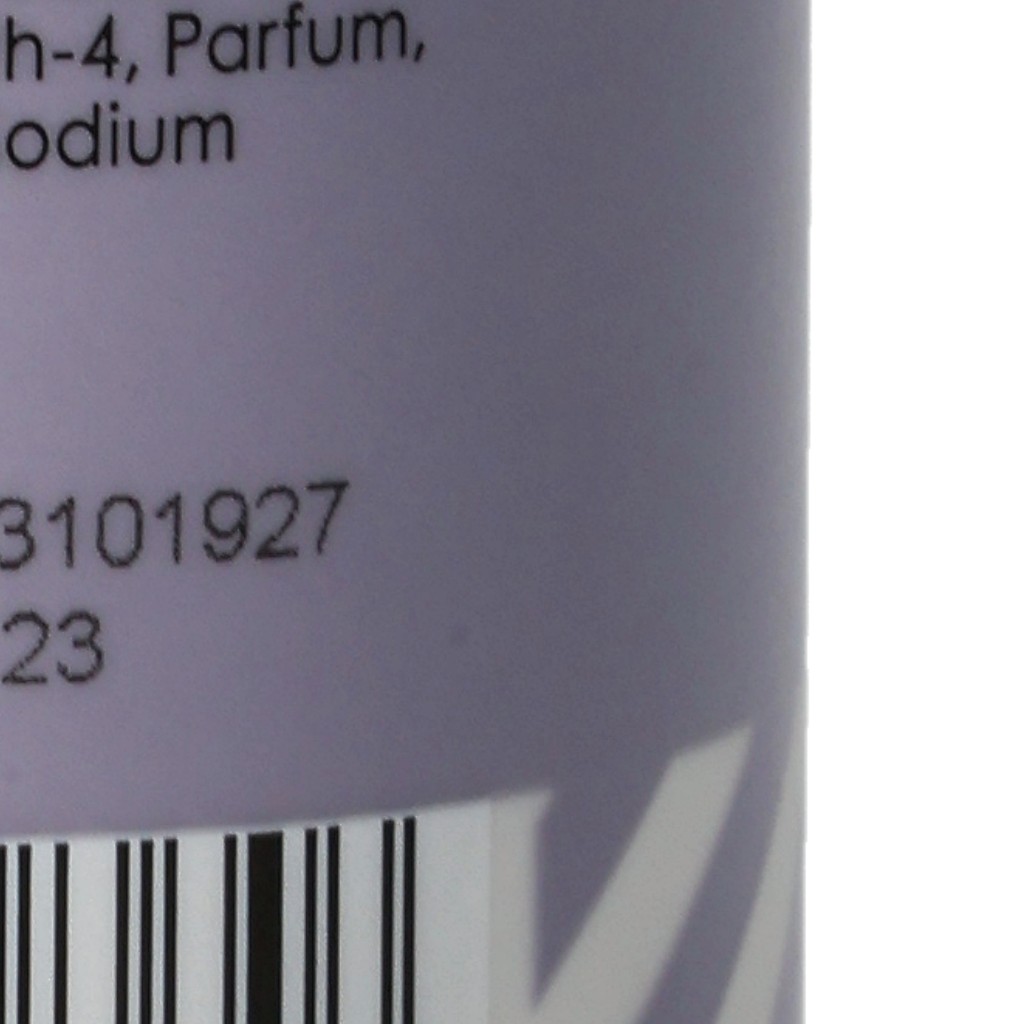 h-4, Parfum,
odium
3101927
23